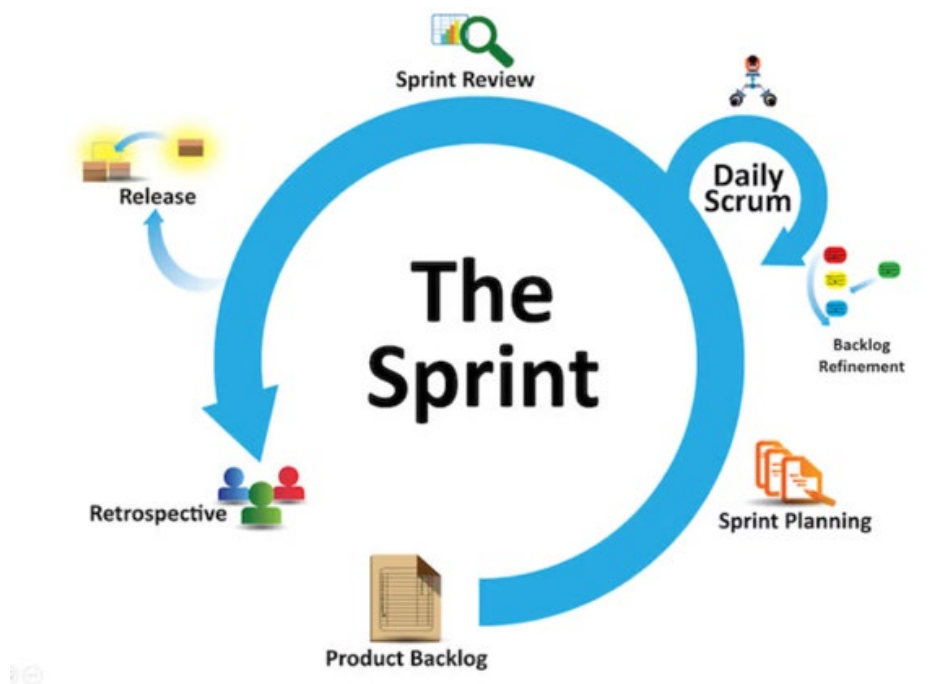 Sprint Review
Daily
Scrum
Release
The
Sprint
Backlog
Refinement
Retrospective
Sprint Planning
Product Backlog